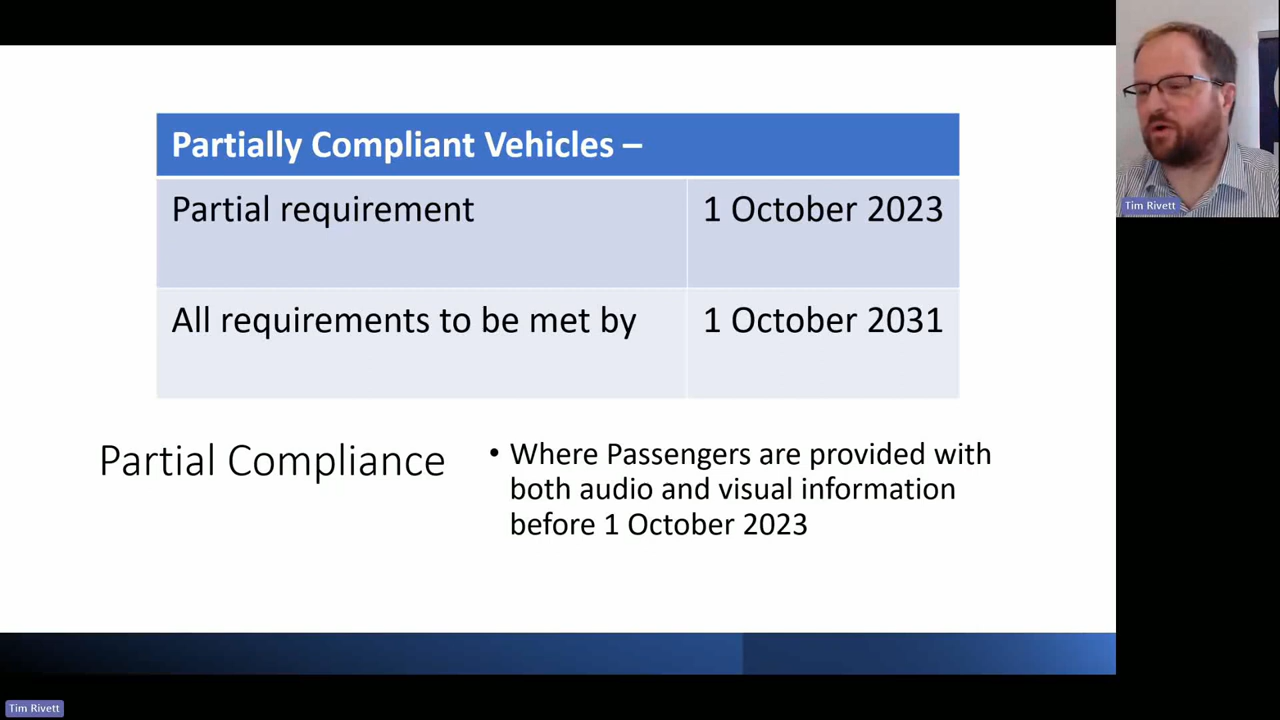 Partially Compliant Vehicles –
Partial requirement
1 October 2023
All requirements to be met by
1 October 2031
Partial Compliance
• Where Passengers are provided with
both audio and visual information
before 1 October 2023
Tim Rivett
Tim Rivett